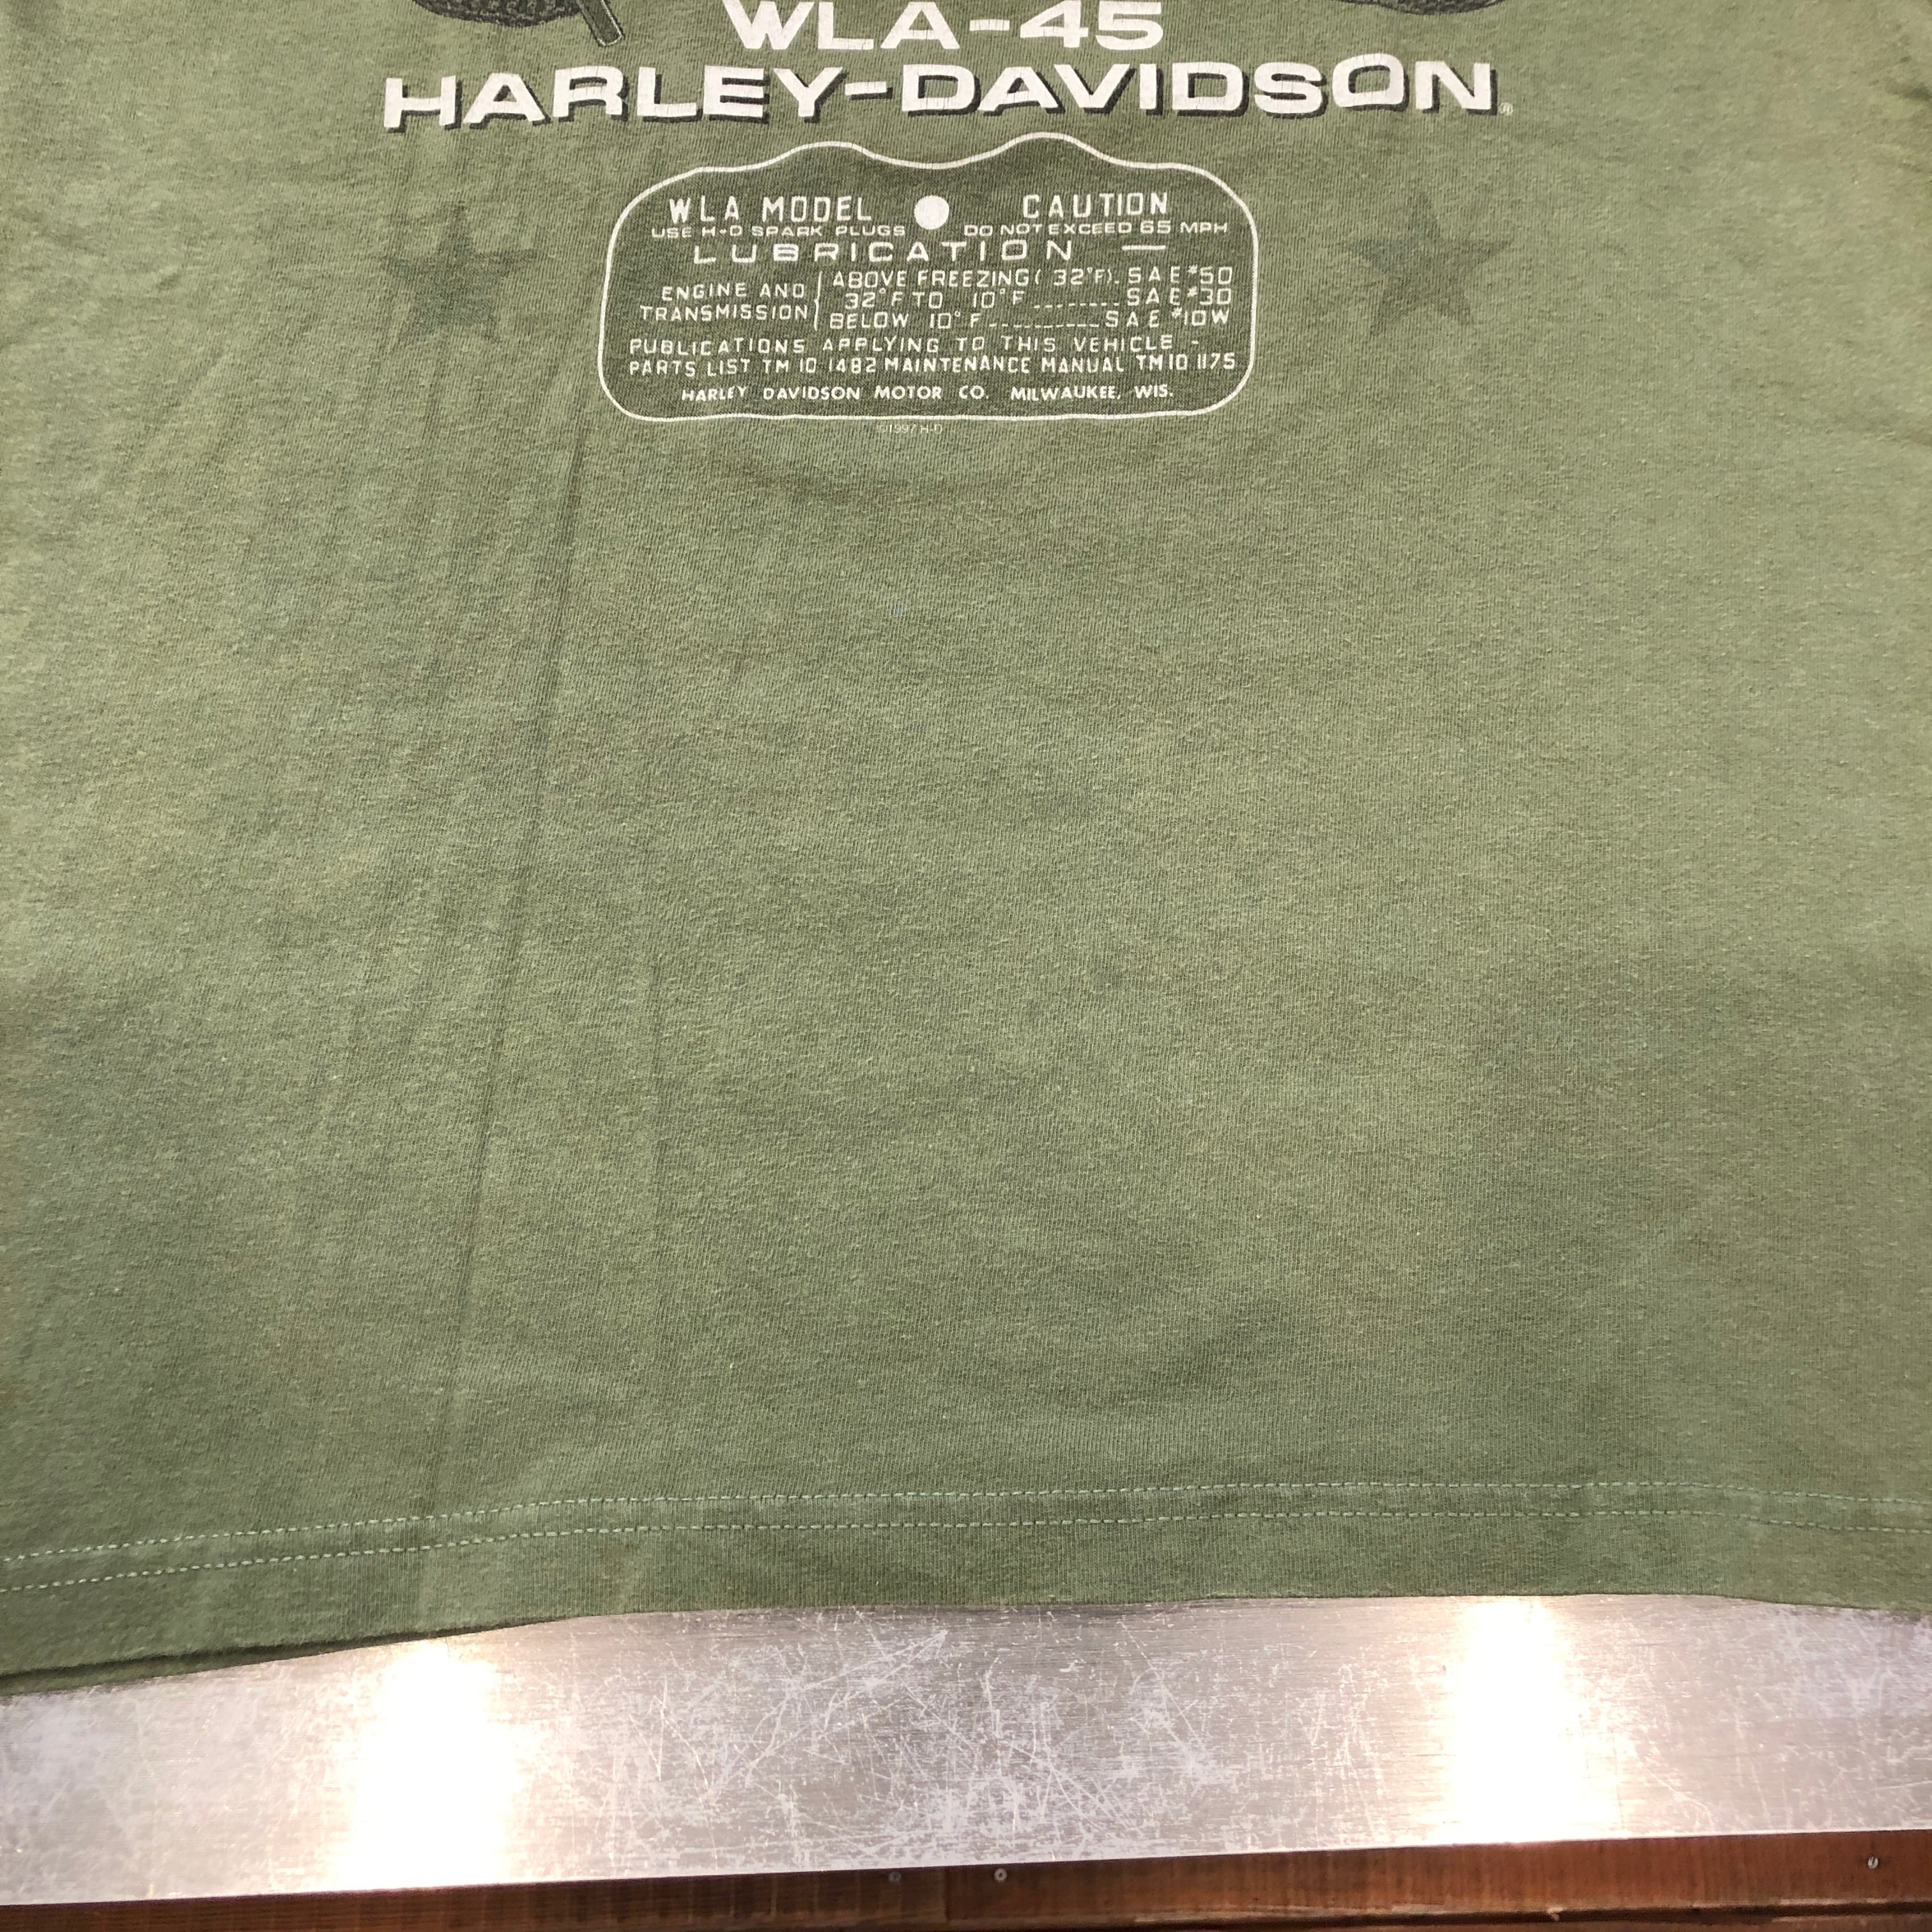 WLA-45
HARLEY-DAVIDSON®
WLA MODEL CAUTION
USE H-D SPARK PLUGS DO NOT EXCEED 65 MPH
LUBRICATION —
ENGINE AND TRANSMISSION { ABOVE FREEZING ( 32°F). SAE #50
32°F TO 10°F ........ SAE #30
BELOW 10°F .......... SAE #10W
PUBLICATIONS APPLYING TO THIS VEHICLE -
PARTS LIST TM 10 1482 MAINTENANCE MANUAL TM 10 1175
HARLEY DAVIDSON MOTOR CO. MILWAUKEE, WIS.
©1997 H-D